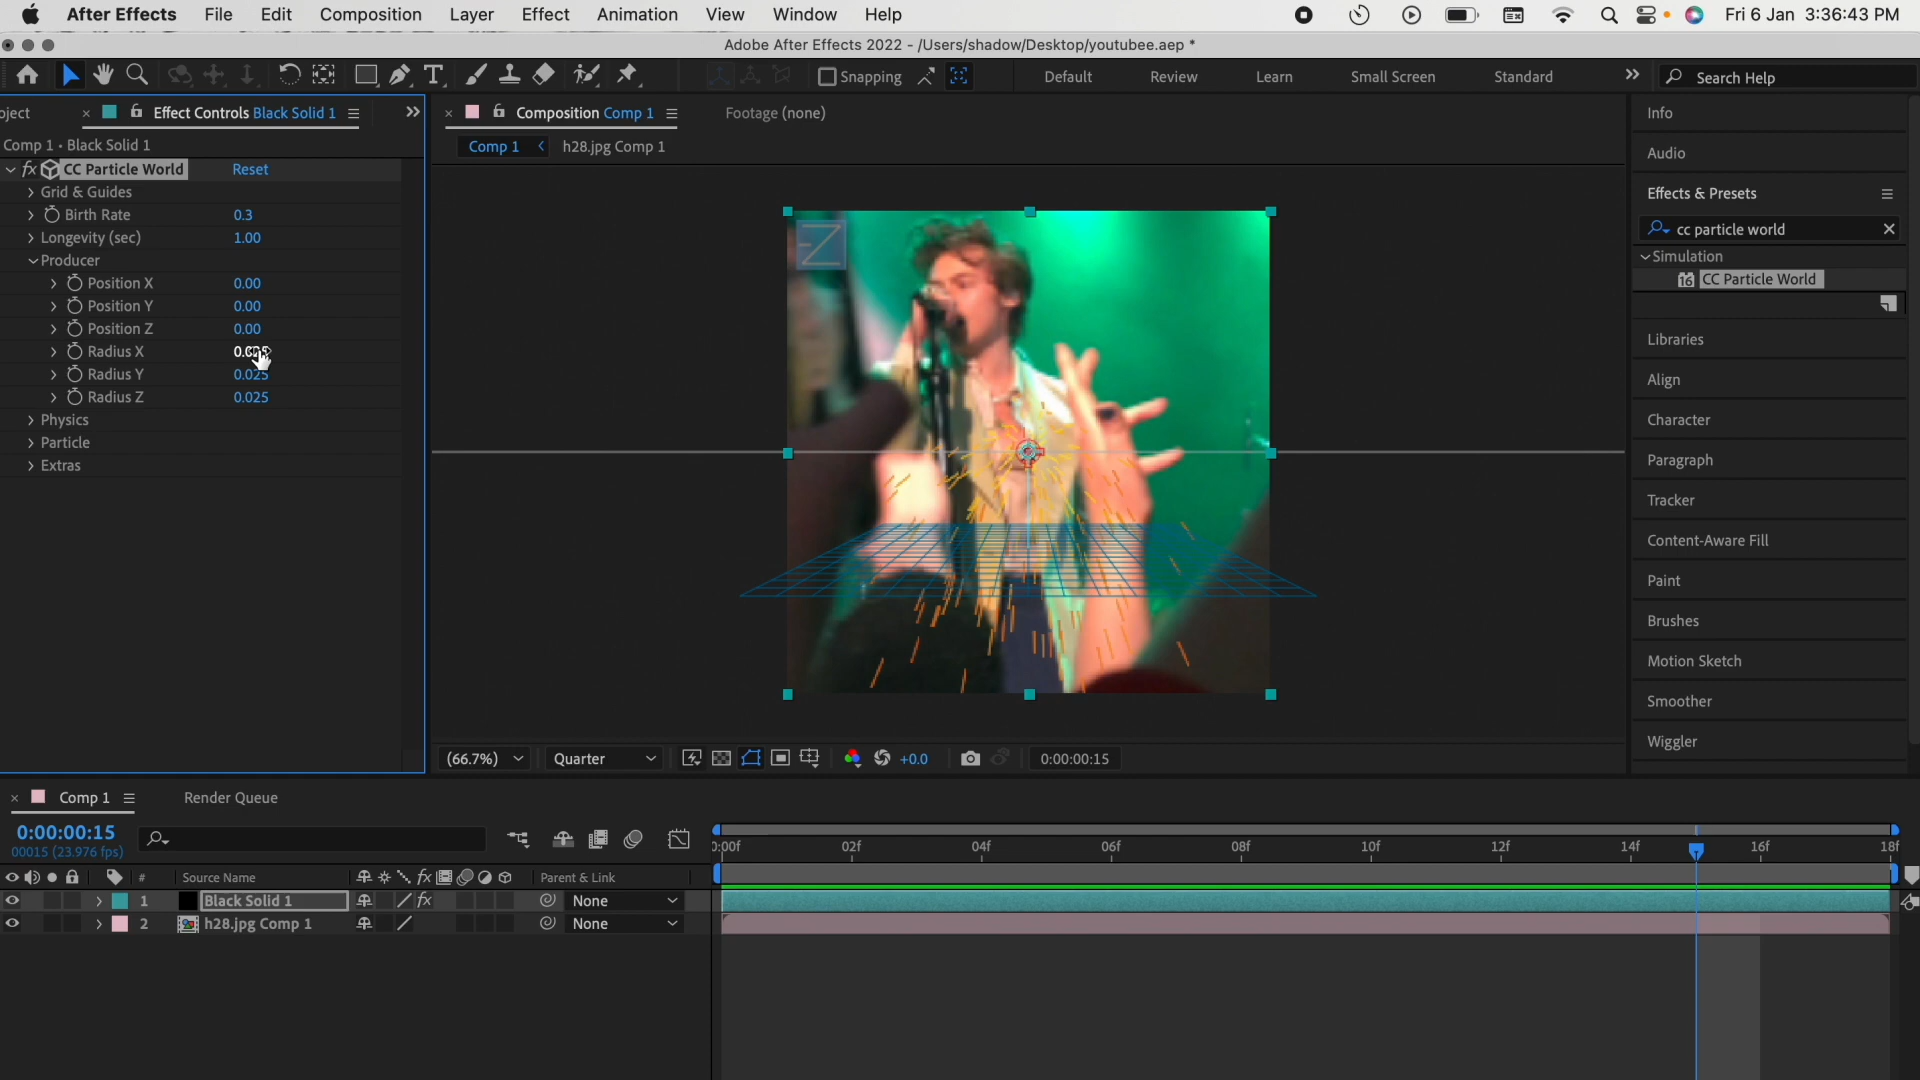 After Effects File Edit Composition Layer Effect Animation View Window Help Fri 6 Jan 3:36:43 PM
Adobe After Effects 2022 - /Users/shadow/Desktop/youtubee.aep *
Snapping Default Review Learn Small Screen Standard Search Help
oject Effect Controls Black Solid 1 Composition Comp 1 Footage (none) Info
Comp 1 • Black Solid 1 Comp 1 h28.jpg Comp 1 Audio
fx CC Particle World Reset
Grid & Guides Effects & Presets
Birth Rate 0.3 cc particle world
Longevity (sec) 1.00
Producer Simulation
Position X 0.00 16 CC Particle World
Position Y 0.00
Position Z 0.00 Libraries
Radius X
Radius Y 0.025 Align
Radius Z 0.025
Physics Character
Particle Paragraph
Extras
Tracker
Content-Aware Fill
Paint
Brushes
Motion Sketch
Smoother
Wiggler
(66.7%) Quarter +0.0 0:00:00:15
Comp 1 Render Queue
0:00:00:15
00015 (23.976 fps) :00f 02f 04f 06f 08f 10f 12f 14f 16f 18f
# Source Name fx Parent & Link
1 Black Solid 1 fx None
2 h28.jpg Comp 1 None